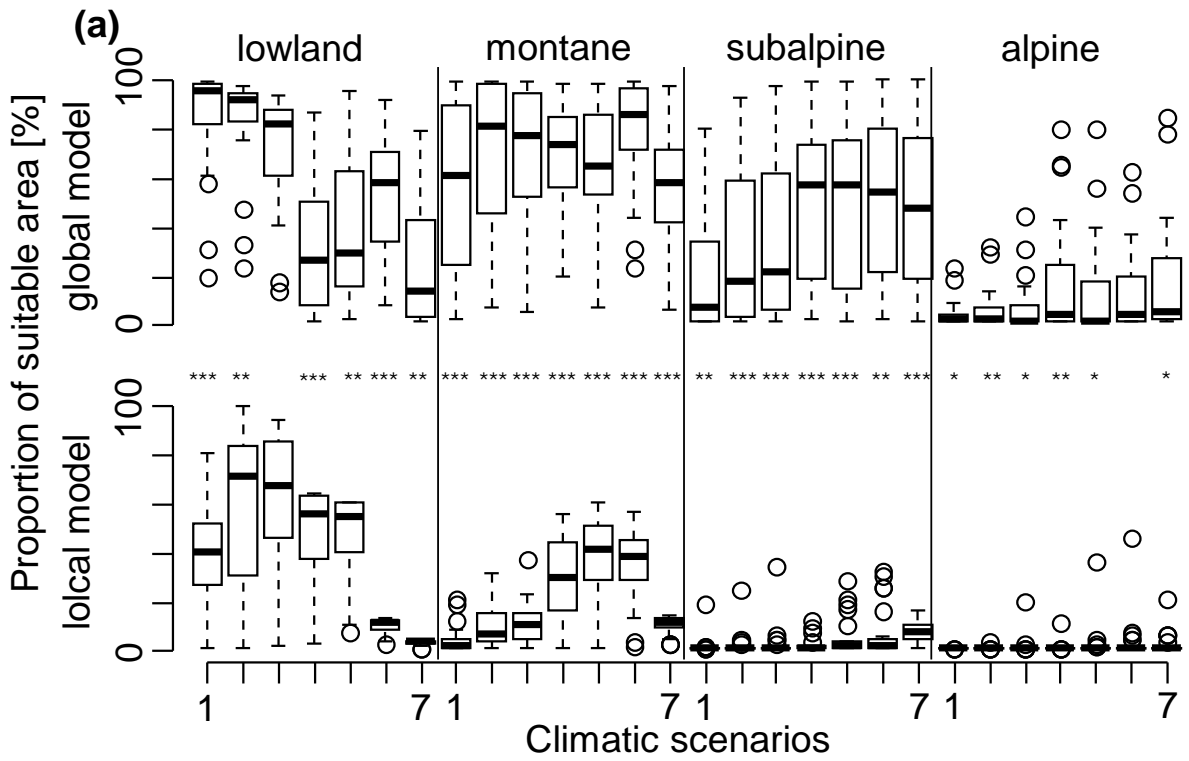 (a)
lowland montane subalpine alpine
Proportion of suitable area [%]
global model
100
0
*** ** *** ** *** ** *** *** *** *** *** *** *** ** *** *** *** *** ** *** * ** * ** * *
lolcal model
100
0
1 7 1 7 1 7 1 7
Climatic scenarios